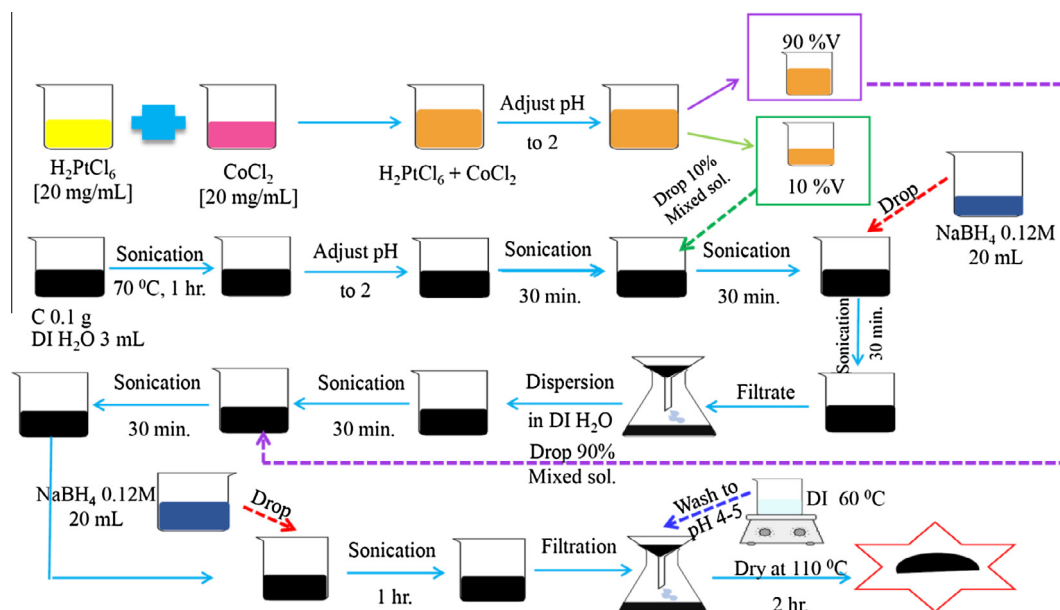 90 %V
Adjust pH
to 2
H₂PtCl₆
[20 mg/mL]
CoCl₂
[20 mg/mL]
H₂PtCl₆ + CoCl₂
10 %V
Drop 10%
Mixed sol.
Drop
NaBH₄ 0.12M
20 mL
Sonication
70 ⁰C, 1 hr.
Adjust pH
to 2
Sonication
30 min.
Sonication
30 min.
C 0.1 g
DI H₂O 3 mL
Sonication
30 min.
Sonication
30 min.
Sonication
30 min.
Dispersion
in DI H₂O
Filtrate
Drop 90%
Mixed sol.
NaBH₄ 0.12M
20 mL
Drop
Sonication
1 hr.
Filtration
Wash to
pH 4-5
DI 60 ⁰C
Dry at 110 ⁰C
2 hr.